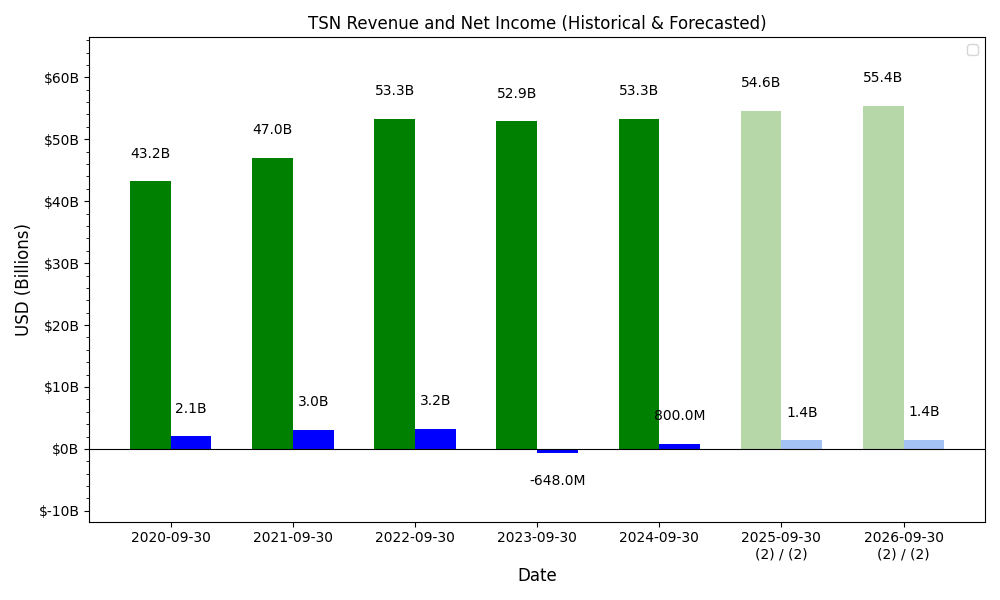 TSN Revenue and Net Income (Historical & Forecasted)
USD (Billions)
$60B
$50B
$40B
$30B
$20B
$10B
$0B
$-10B
43.2B
47.0B
53.3B
52.9B
53.3B
54.6B
55.4B
2.1B
3.0B
3.2B
-648.0M
800.0M
1.4B
1.4B
2020-09-30
2021-09-30
2022-09-30
2023-09-30
2024-09-30
2025-09-30
(2) / (2)
2026-09-30
(2) / (2)
Date